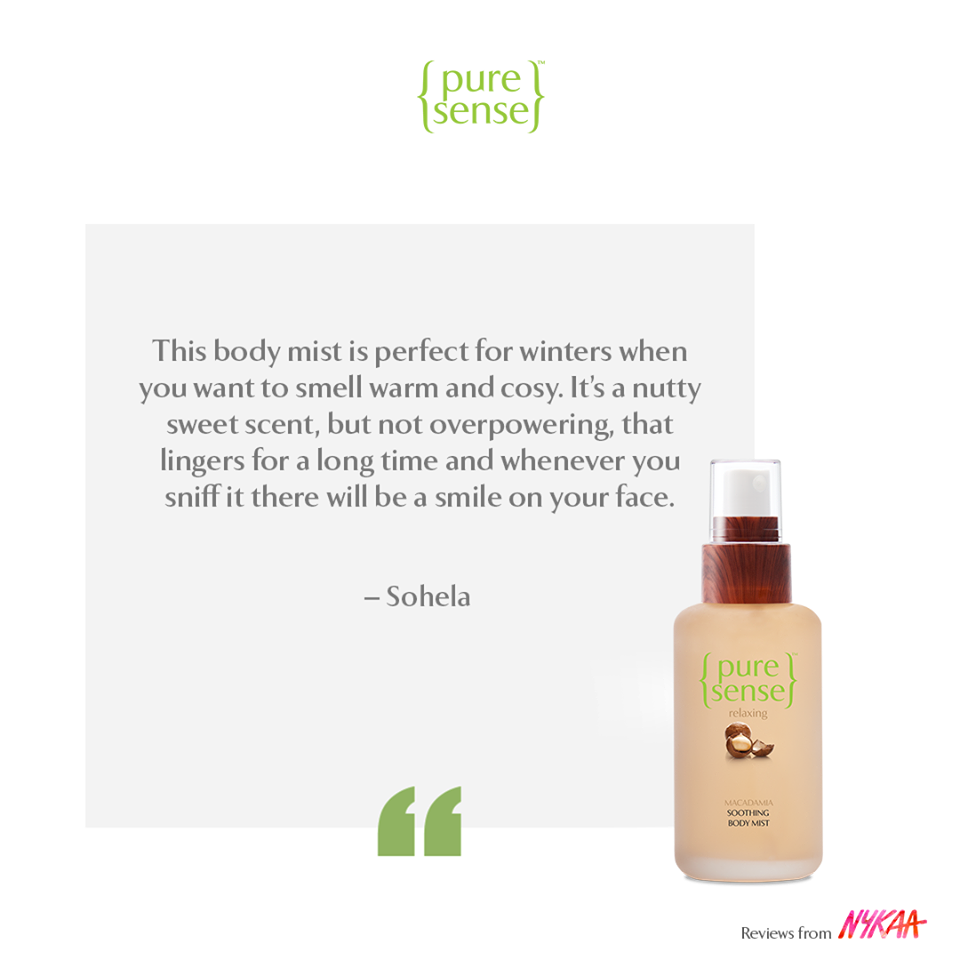 {pure sense}™
This body mist is perfect for winters when
you want to smell warm and cosy. It’s a nutty
sweet scent, but not overpowering, that
lingers for a long time and whenever you
sniff it there will be a smile on your face.
– Sohela
{pure
sense}™
relaxing
MACADAMIA
SOOTHING
BODY MIST
“
Reviews from NYKAA